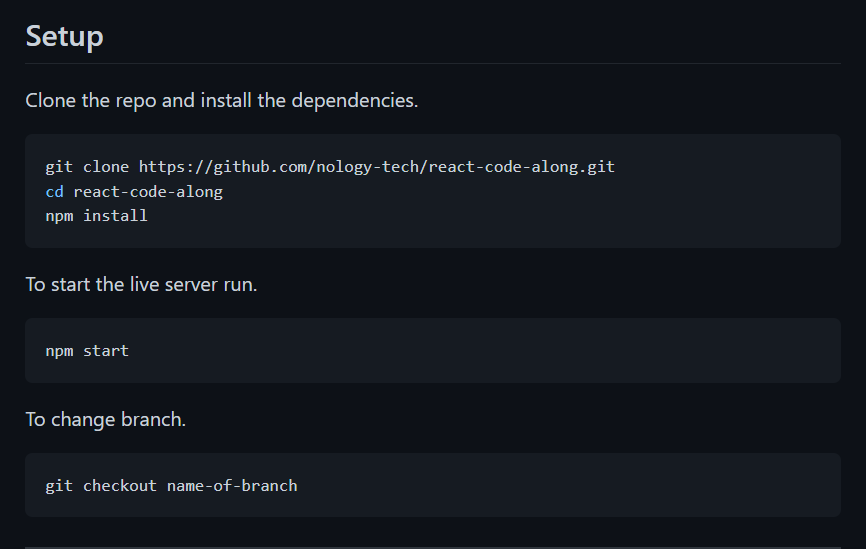 Setup
Clone the repo and install the dependencies.
git clone https://github.com/nology-tech/react-code-along.git
cd react-code-along
npm install
To start the live server run.
npm start
To change branch.
git checkout name-of-branch